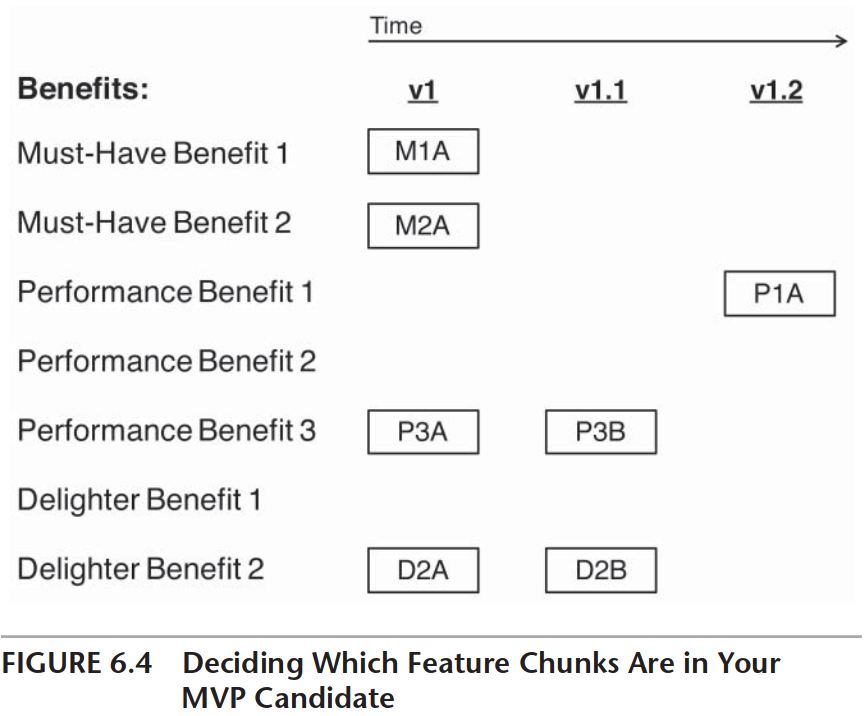 Time
Benefits: v1 v1.1 v1.2
Must-Have Benefit 1 M1A
Must-Have Benefit 2 M2A
Performance Benefit 1 P1A
Performance Benefit 2
Performance Benefit 3 P3A P3B
Delighter Benefit 1
Delighter Benefit 2 D2A D2B
FIGURE 6.4 Deciding Which Feature Chunks Are in Your
MVP Candidate